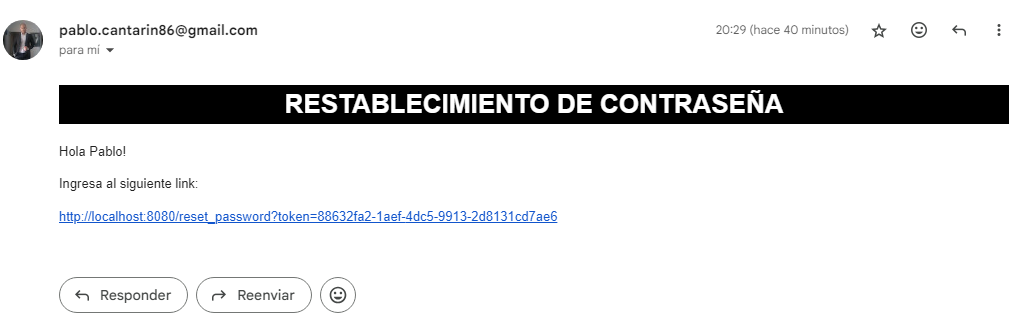 pablo.cantarin86@gmail.com
20:29 (hace 40 minutos)
para mí
RESTABLECIMIENTO DE CONTRASEÑA
Hola Pablo!
Ingresa al siguiente link:
http://localhost:8080/reset_password?token=88632fa2-1aef-4dc5-9913-2d8131cd7ae6
Responder
Reenviar